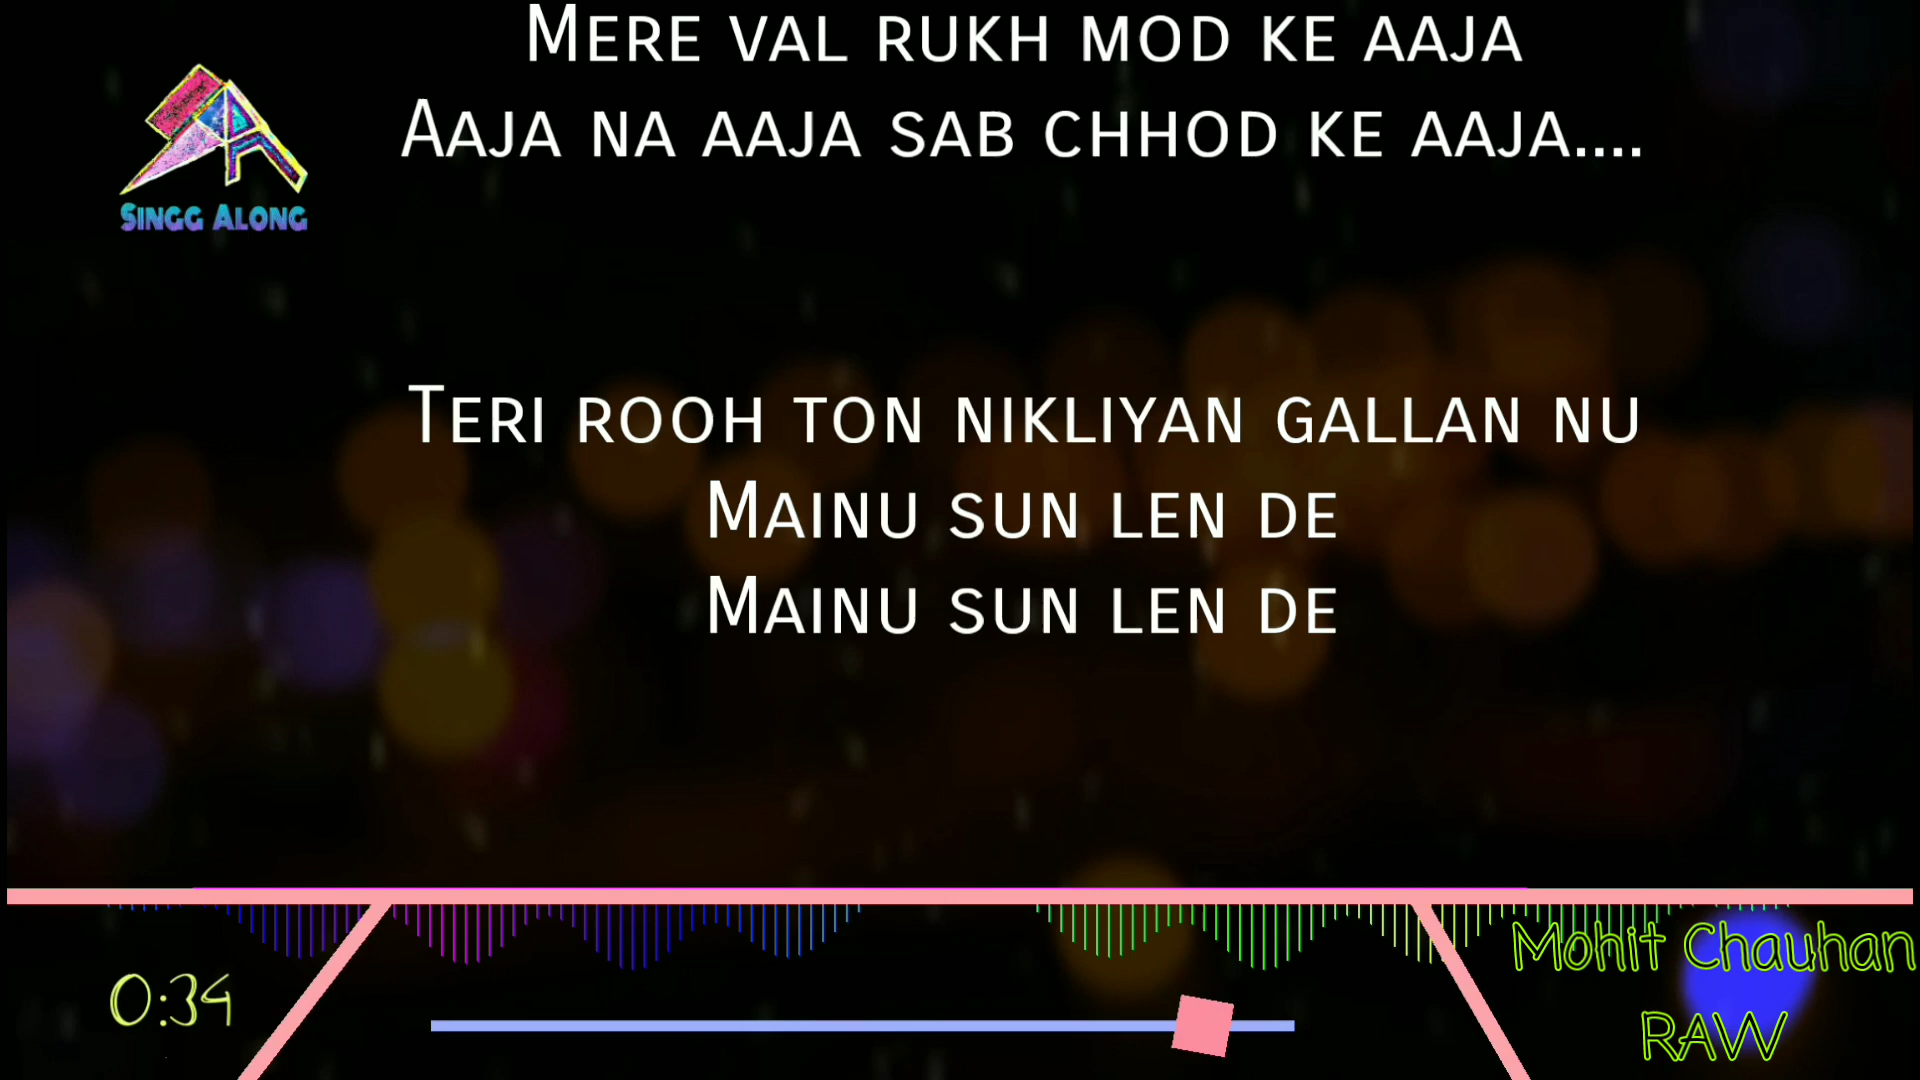 Mere val rukh mod ke aaja
Aaja na aaja sab chhod ke aaja....
Singg Along
Teri rooh ton nikliyan gallan nu
Mainu sun len de
Mainu sun len de
0:34
Mohit Chauhan
RAW